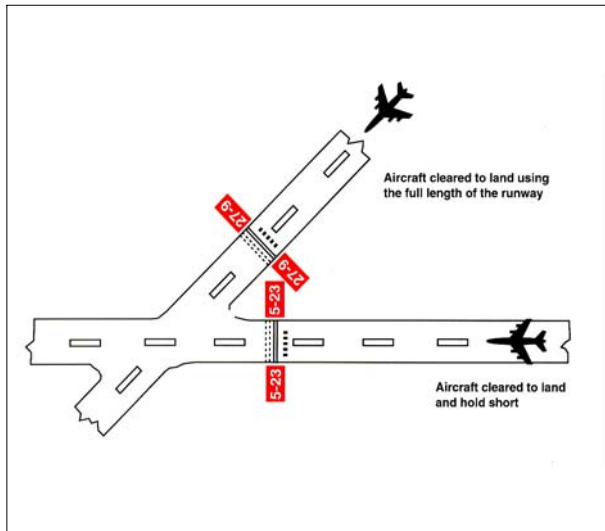 Aircraft cleared to land using
the full length of the runway
27-9
27-9
5-23
5-23
Aircraft cleared to land
and hold short